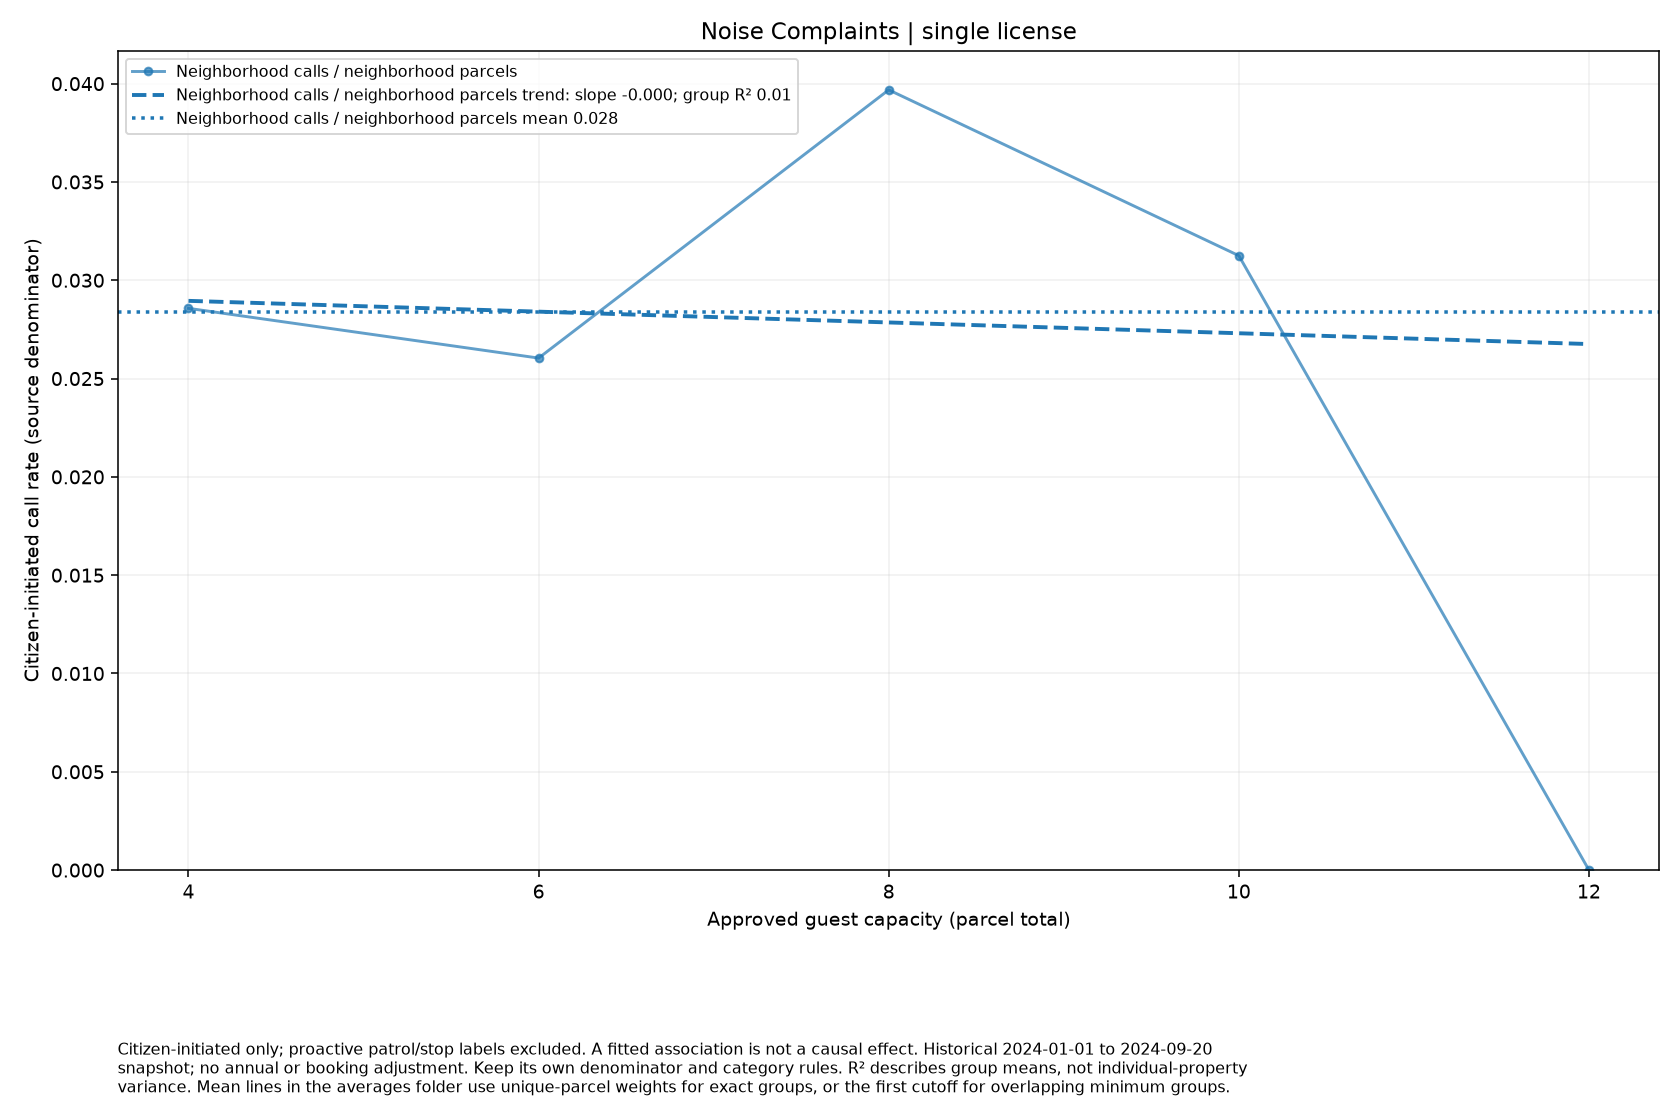 Noise Complaints | single license
Neighborhood calls / neighborhood parcels
Neighborhood calls / neighborhood parcels trend: slope -0.000; group R² 0.01
Neighborhood calls / neighborhood parcels mean 0.028
Citizen-initiated call rate (source denominator)
0.040
0.035
0.030
0.025
0.020
0.015
0.010
0.005
0.000
4
6
8
10
12
Approved guest capacity (parcel total)
Citizen-initiated only; proactive patrol/stop labels excluded. A fitted association is not a causal effect. Historical 2024-01-01 to 2024-09-20
snapshot; no annual or booking adjustment. Keep its own denominator and category rules. R² describes group means, not individual-property
variance. Mean lines in the averages folder use unique-parcel weights for exact groups, or the first cutoff for overlapping minimum groups.